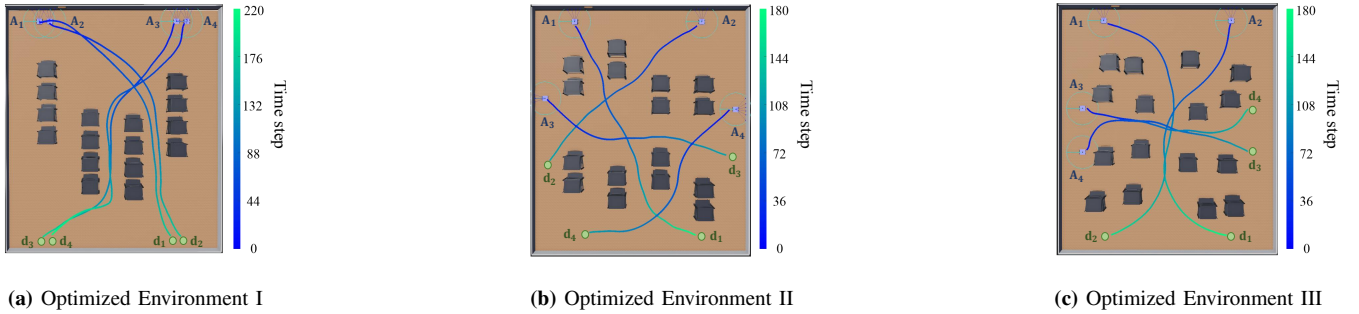 A1 A2 A3 A4
d3 d4 d1 d2
220
176
132
88
44
0
Time step
(a) Optimized Environment I
A1 A2
A3 A4
d2 d3
d4 d1
180
144
108
72
36
0
Time step
(b) Optimized Environment II
A1 A2
A3 d4
A4 d3
d2 d1
180
144
108
72
36
0
Time step
(c) Optimized Environment III